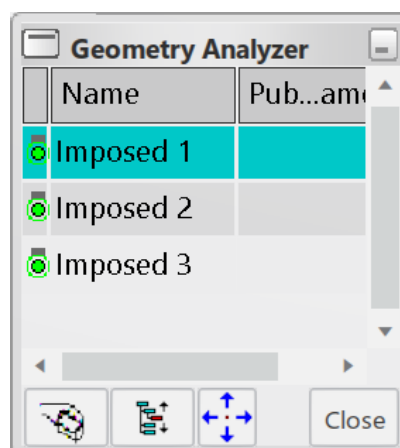 Geometry Analyzer
Name Pub...ame
Imposed 1
Imposed 2
Imposed 3
Close